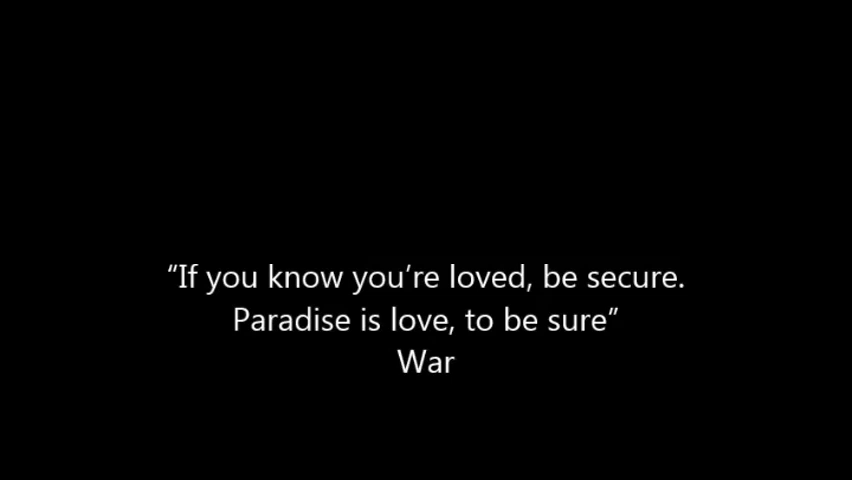 “If you know you’re loved, be secure.
Paradise is love, to be sure”
War